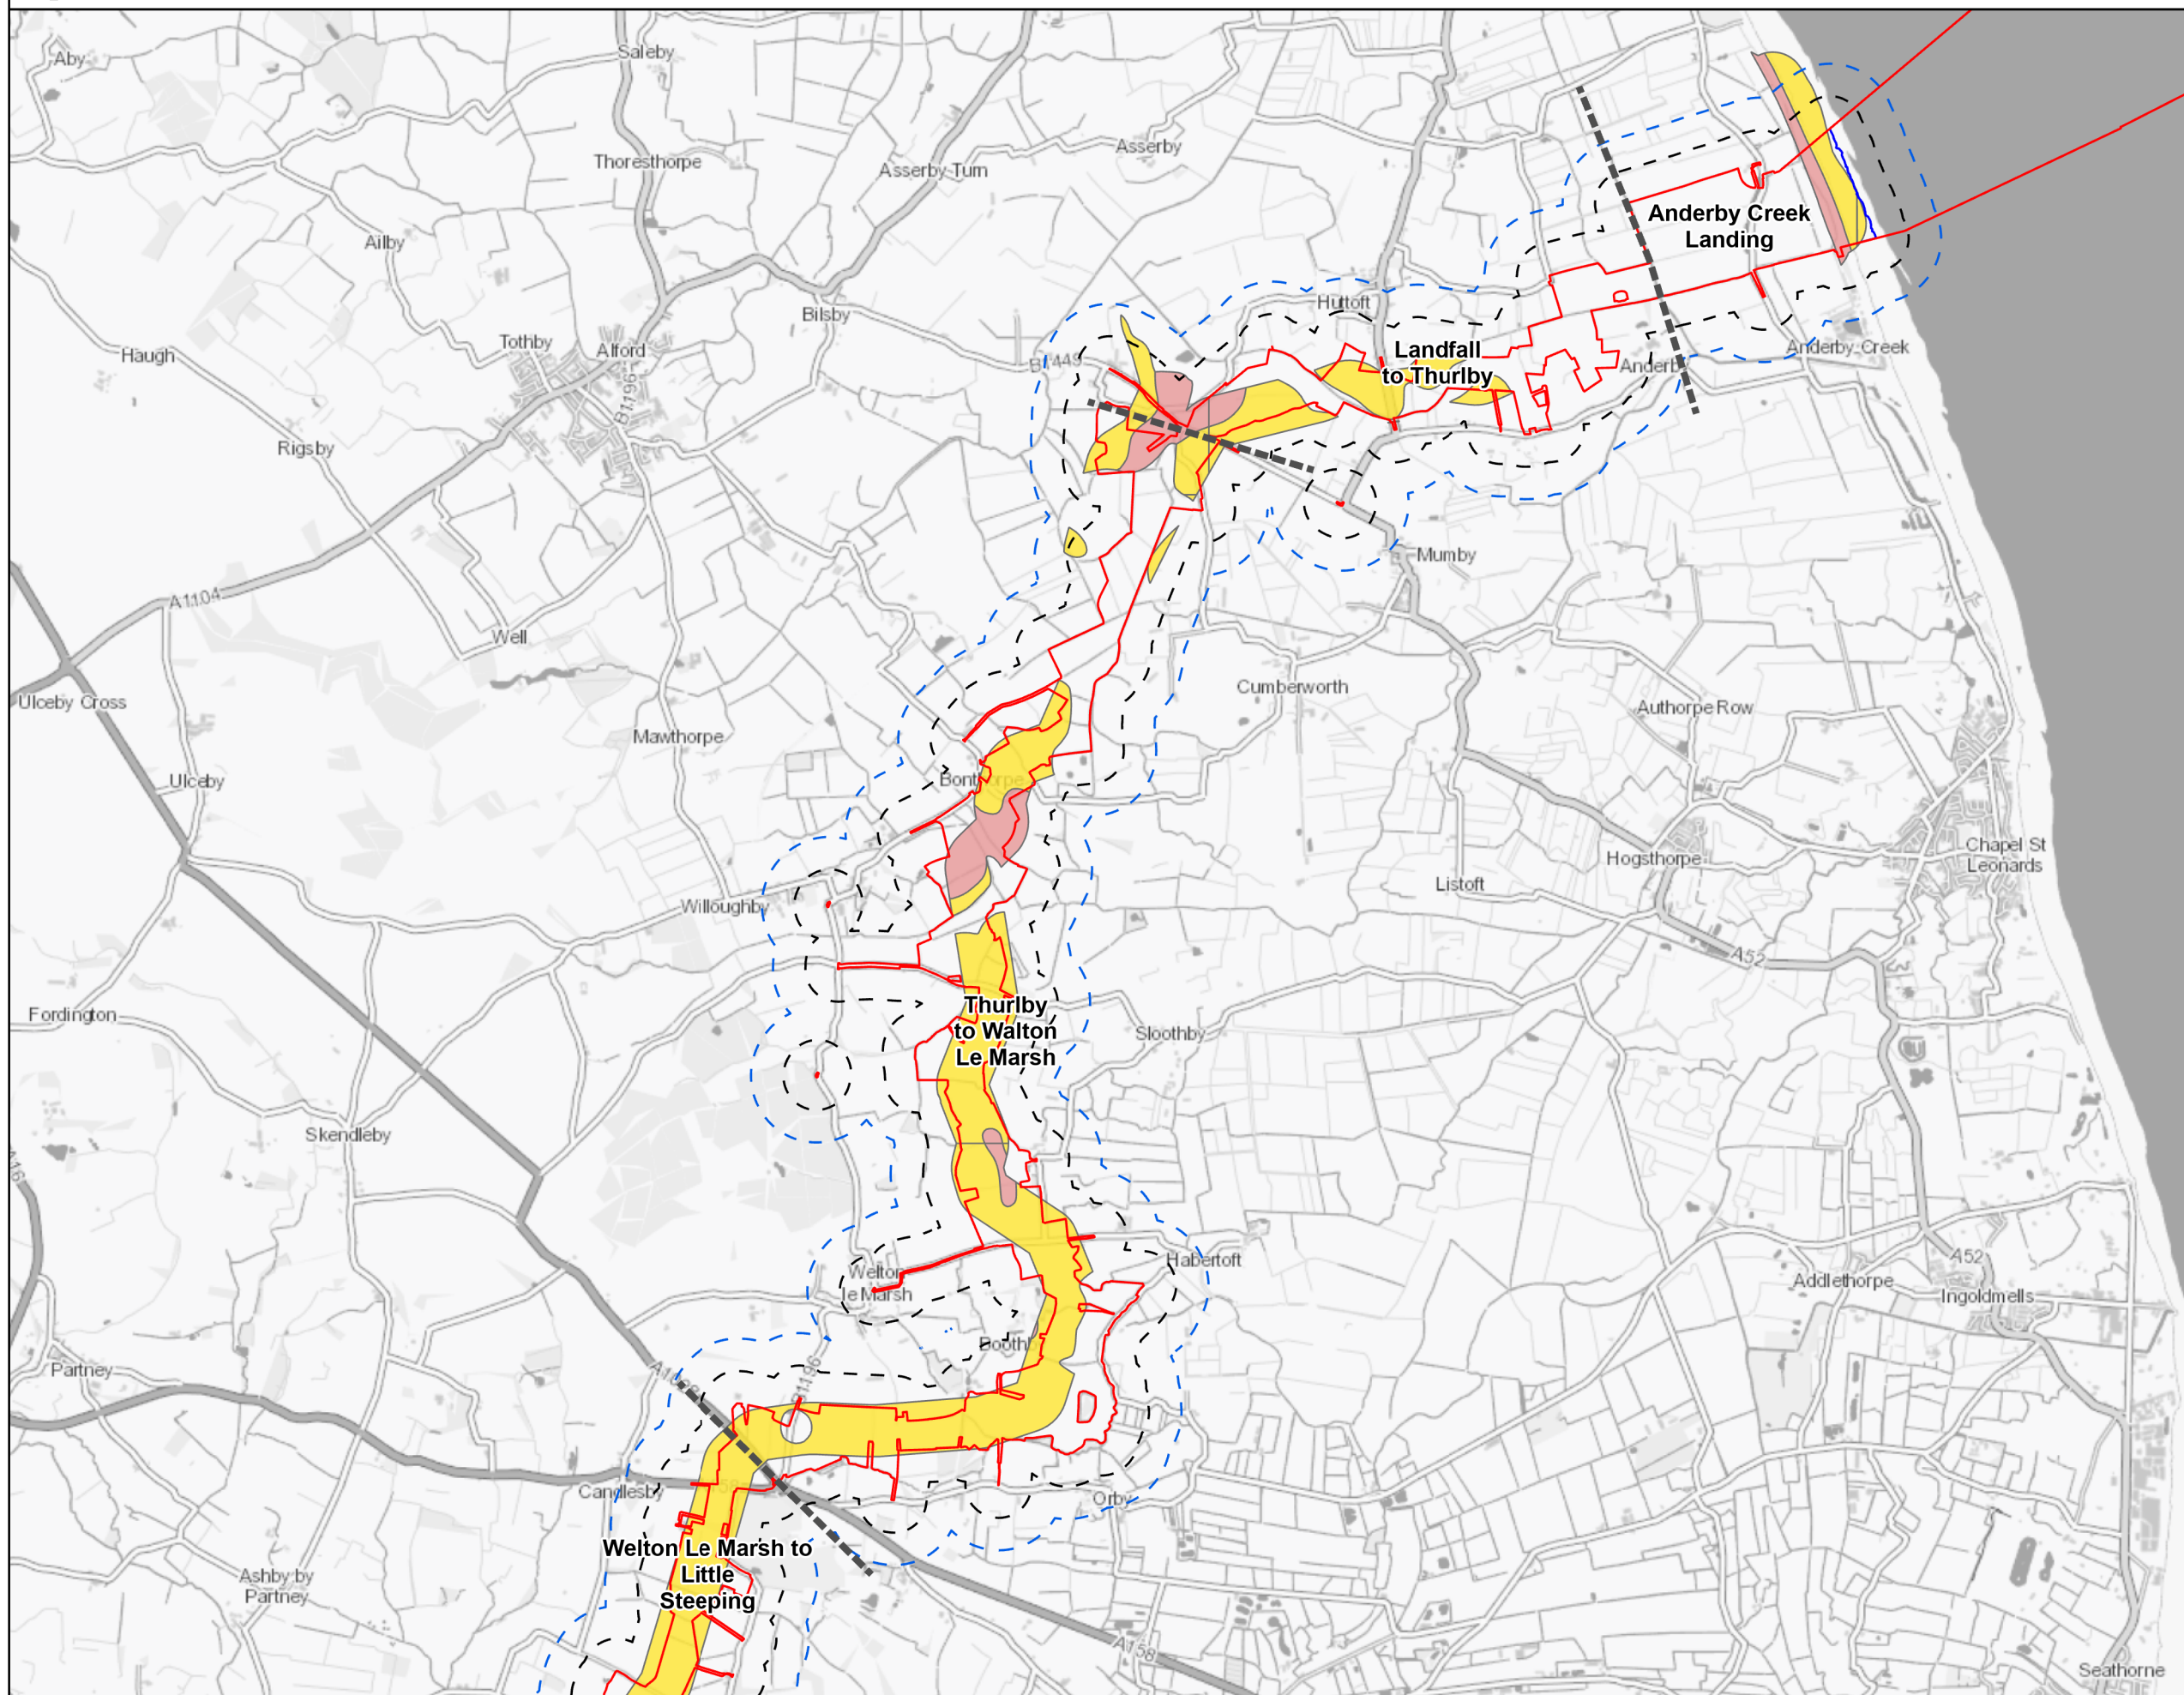 Aby
Saleby
Thoresthorpe
Asserby
Asserby Turn
Ailby
Anderby Creek
Landing
Bilsby
Huttoft
Tothby
Alford
Haugh
B1449
Landfall
to Thurlby
Anderby
Anderby Creek
B1196
Rigsby
Mumby
A1104
Well
Cumberworth
Ulceby Cross
Authorpe Row
Mawthorpe
Ulceby
Bonthorpe
Hogsthorpe
Chapel St
Leonards
Listoft
Willoughby
A52
Thurlby
to Walton
Le Marsh
Fordington
Sloothby
Skendleby
A16
Habertoft
A52
Welton
le Marsh
Addlethorpe
Ingoldmells
Partney
B1196
Candlesby
Orby
Welton Le Marsh to
Little
Steeping
Ashby by
Partney
A158
Seathorne